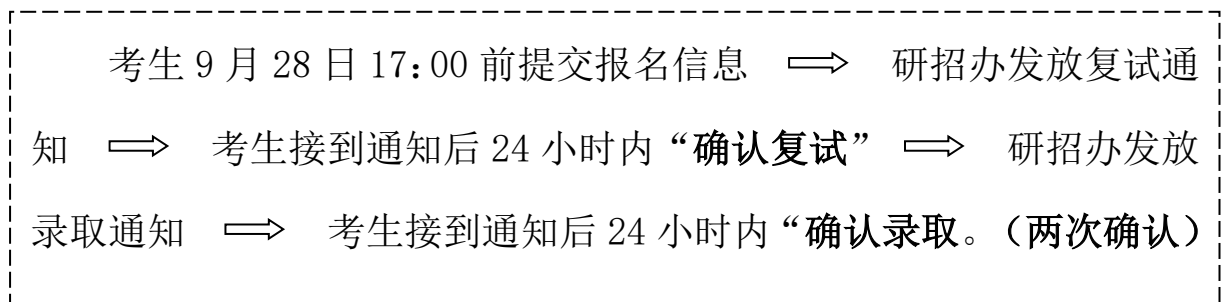 考生 9 月 28 日 17:00 前提交报名信息 ⇒ 研招办发放复试通
知 ⇒ 考生接到通知后 24 小时内“确认复试” ⇒ 研招办发放
录取通知 ⇒ 考生接到通知后 24 小时内“确认录取。（两次确认）